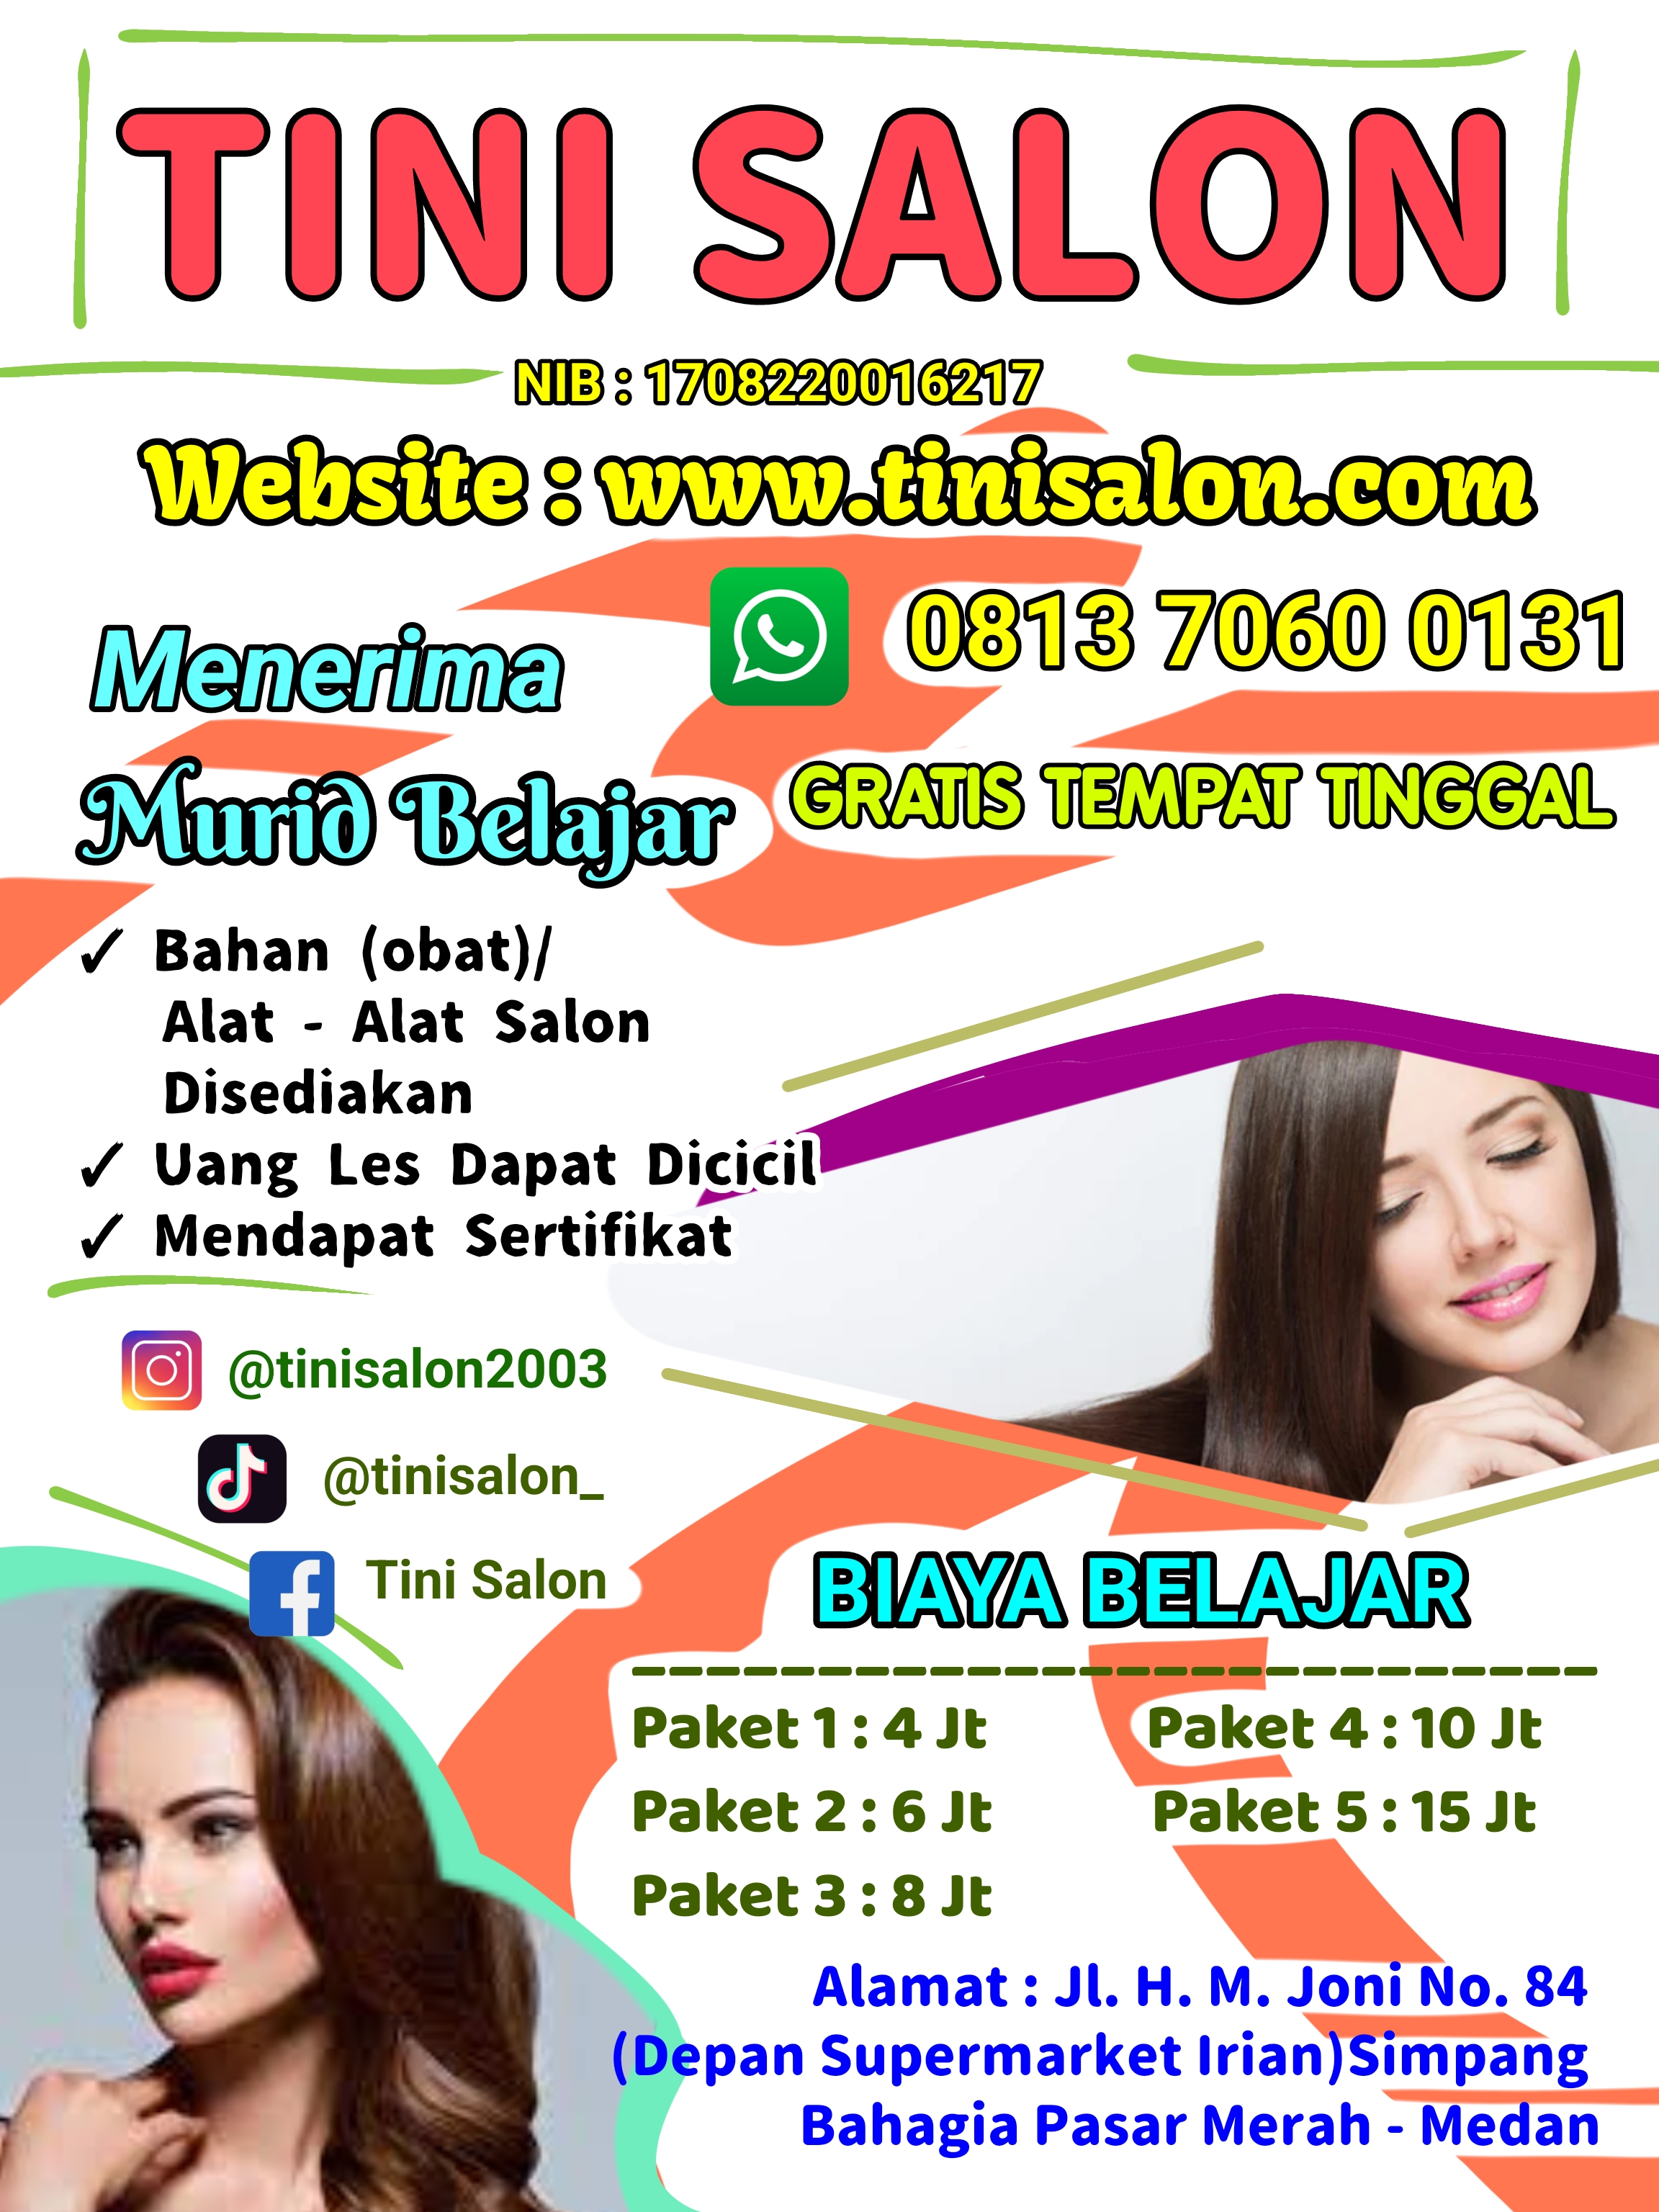 TINI SALON
NIB : 1708220016217
Website : www.tinisalon.com
0813 7060 0131
Menerima
Murid Belajar
GRATIS TEMPAT TINGGAL
✓ Bahan (obat)/
Alat - Alat Salon
Disediakan
✓ Uang Les Dapat Dicicil
✓ Mendapat Sertifikat
@tinisalon2003
@tinisalon_
Tini Salon
BIAYA BELAJAR
--------------------------
Paket 1 : 4 Jt
Paket 2 : 6 Jt
Paket 3 : 8 Jt
Paket 4 : 10 Jt
Paket 5 : 15 Jt
Alamat : Jl. H. M. Joni No. 84
(Depan Supermarket Irian)Simpang
Bahagia Pasar Merah - Medan